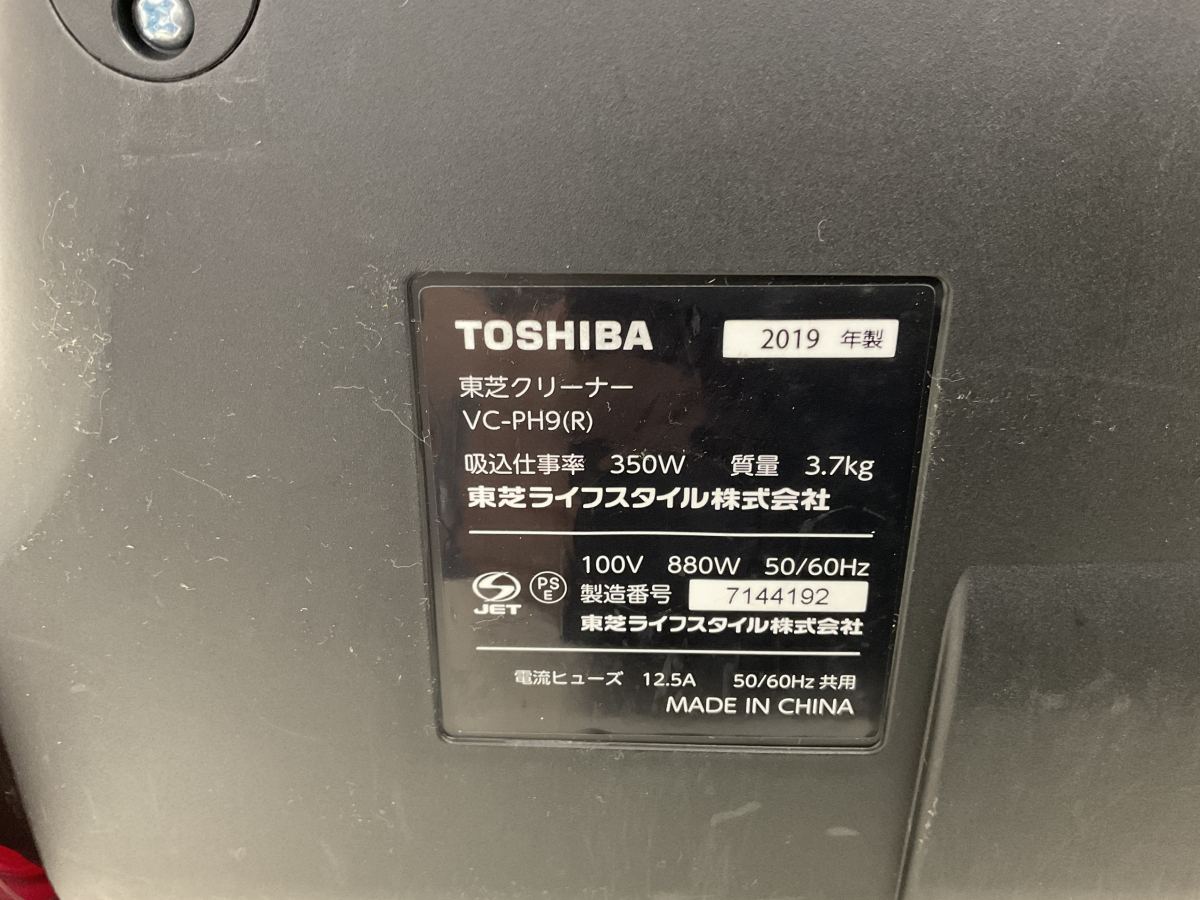 TOSHIBA 2019 年製
東芝クリーナー
VC-PH9(R)
吸込仕事率 350W 質量 3.7kg
東芝ライフスタイル株式会社
100V 880W 50/60Hz
JET PS E 製造番号 7144192
東芝ライフスタイル株式会社
電流ヒューズ 12.5A 50/60Hz 共用
MADE IN CHINA